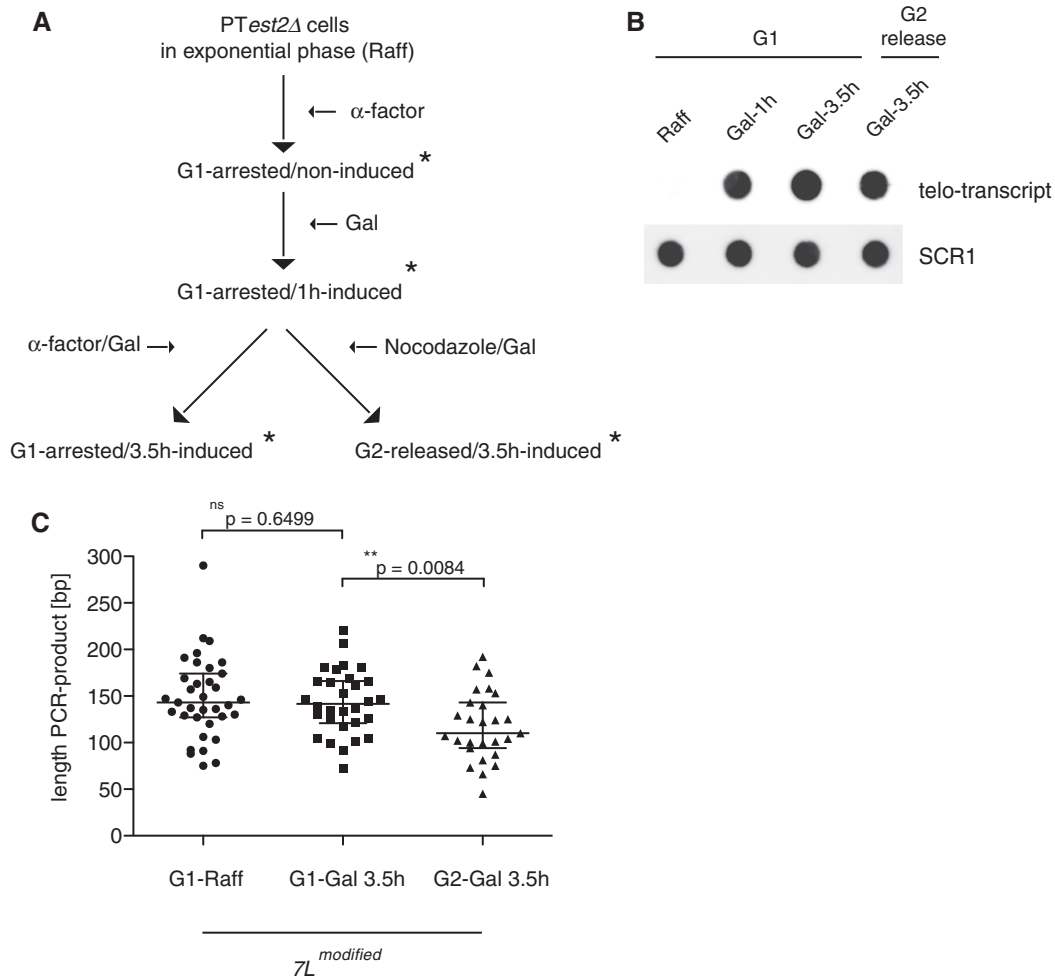 A
PTest2Δ cells
in exponential phase (Raff)
α-factor
G1-arrested/non-induced *
Gal
G1-arrested/1h-induced *
α-factor/Gal
Nocodazole/Gal
G1-arrested/3.5h-induced *
G2-released/3.5h-induced *
B
G1
G2
release
Raff
Gal-1h
Gal-3.5h
Gal-3.5h
telo-transcript
SCR1
C
ns
p = 0.6499
**
p = 0.0084
length PCR-product [bp]
300
250
200
150
100
50
0
G1-Raff
G1-Gal 3.5h
G2-Gal 3.5h
7L modified